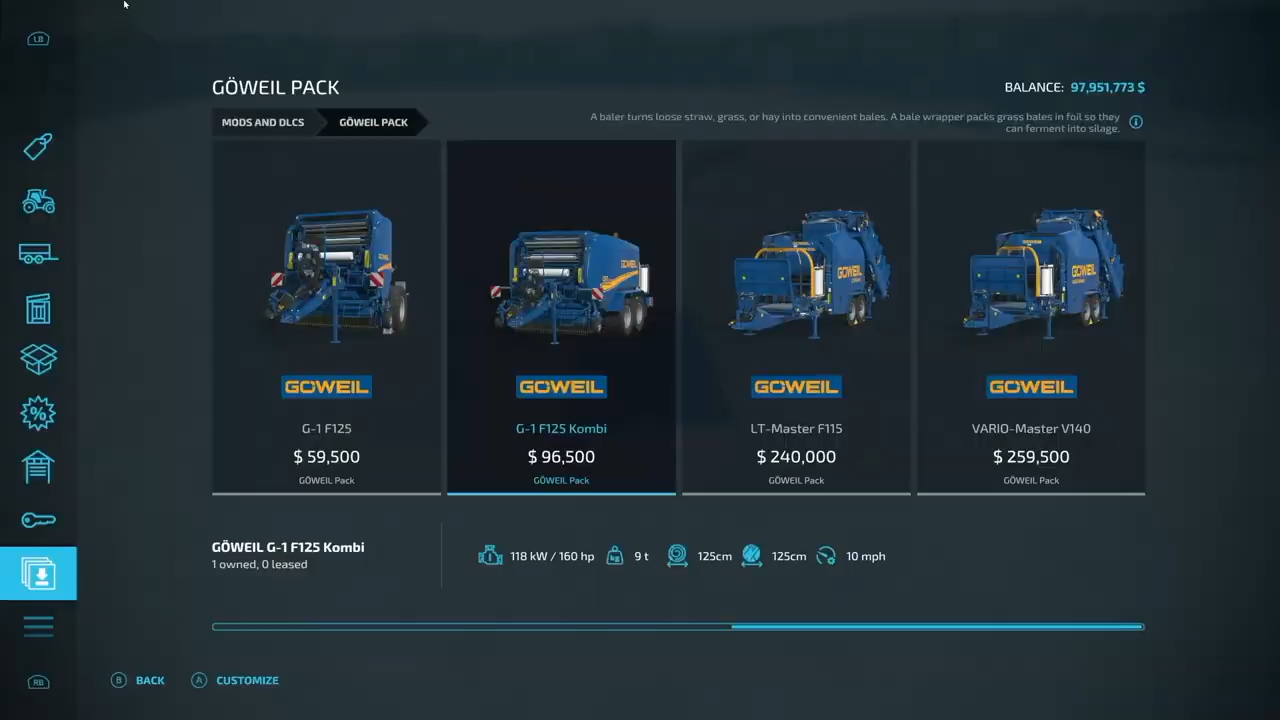 LB
GÖWEIL PACK
BALANCE: 97,951,773 $
MODS AND DLCS
GÖWEIL PACK
A baler turns loose straw, grass, or hay into convenient bales. A bale wrapper packs grass bales in foil so they
can ferment into silage.
GÖWEIL
G-1 F125
$ 59,500
GÖWEIL Pack
GÖWEIL
G-1 F125 Kombi
$ 96,500
GÖWEIL Pack
GÖWEIL
LT-Master F115
$ 240,000
GÖWEIL Pack
GÖWEIL
VARIO-Master V140
$ 259,500
GÖWEIL Pack
GÖWEIL G-1 F125 Kombi
1 owned, 0 leased
118 kW / 160 hp
9 t
125cm
125cm
10 mph
RB
B BACK
A CUSTOMIZE